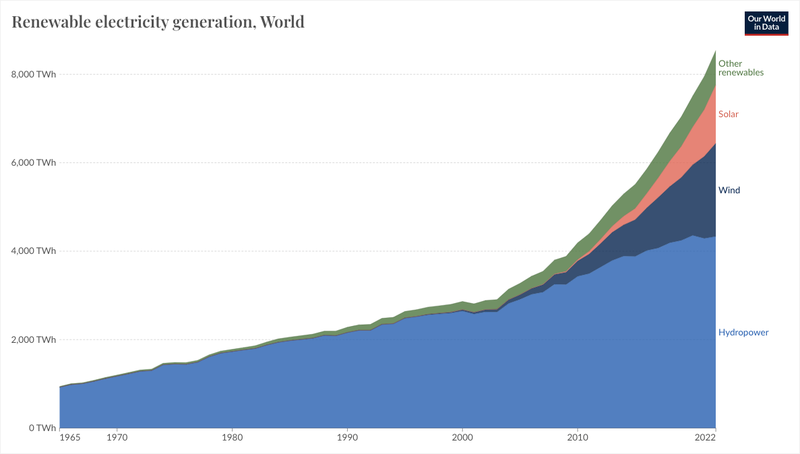 Renewable electricity generation, World
Our World
in Data
8,000 TWh
6,000 TWh
4,000 TWh
2,000 TWh
0 TWh
Other
renewables
Solar
Wind
Hydropower
1965
1970
1980
1990
2000
2010
2022